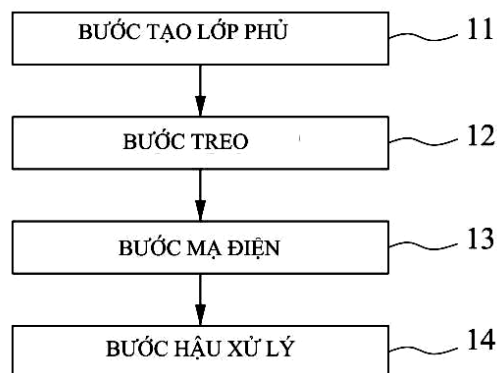 BƯỚC TẠO LỚP PHỦ 11
BƯỚC TREO 12
BƯỚC MẠ ĐIỆN 13
BƯỚC HẬU XỬ LÝ 14